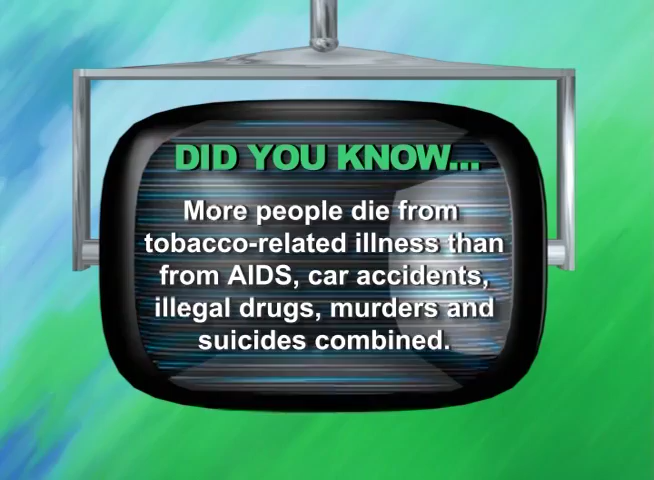 DID YOU KNOW...
More people die from
tobacco-related illness than
from AIDS, car accidents,
illegal drugs, murders and
suicides combined.